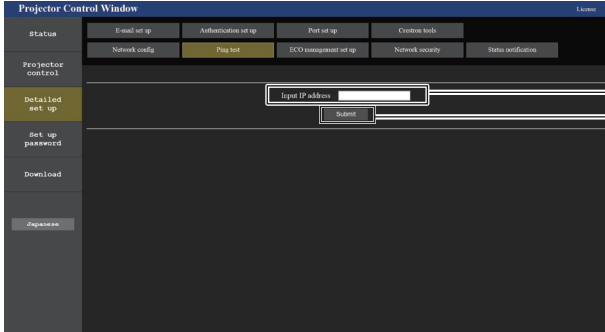 Projector Control Window License
Status
E-mail set up Authentication set up Port set up Crestron tools
Network config Ping test ECO management set up Network security Status notification
Projector
control
Input IP address
Detailed
set up
Submit
Set up
password
Download
Japanese